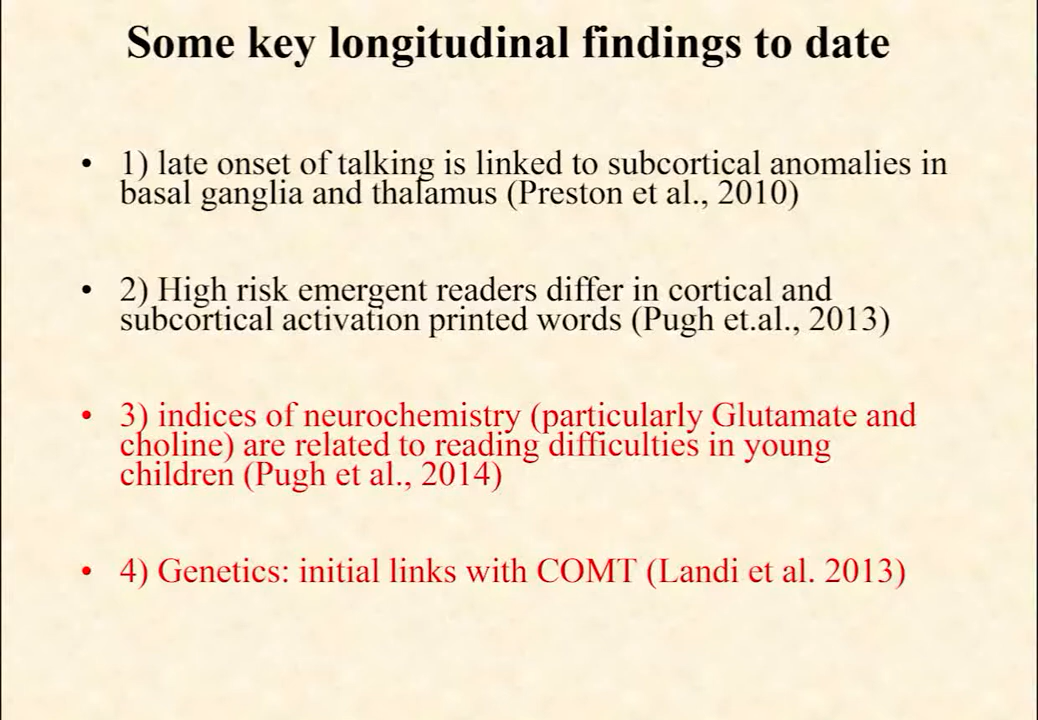 Some key longitudinal findings to date
• 1) late onset of talking is linked to subcortical anomalies in
basal ganglia and thalamus (Preston et al., 2010)
• 2) High risk emergent readers differ in cortical and
subcortical activation printed words (Pugh et.al., 2013)
• 3) indices of neurochemistry (particularly Glutamate and
choline) are related to reading difficulties in young
children (Pugh et al., 2014)
• 4) Genetics: initial links with COMT (Landi et al. 2013)